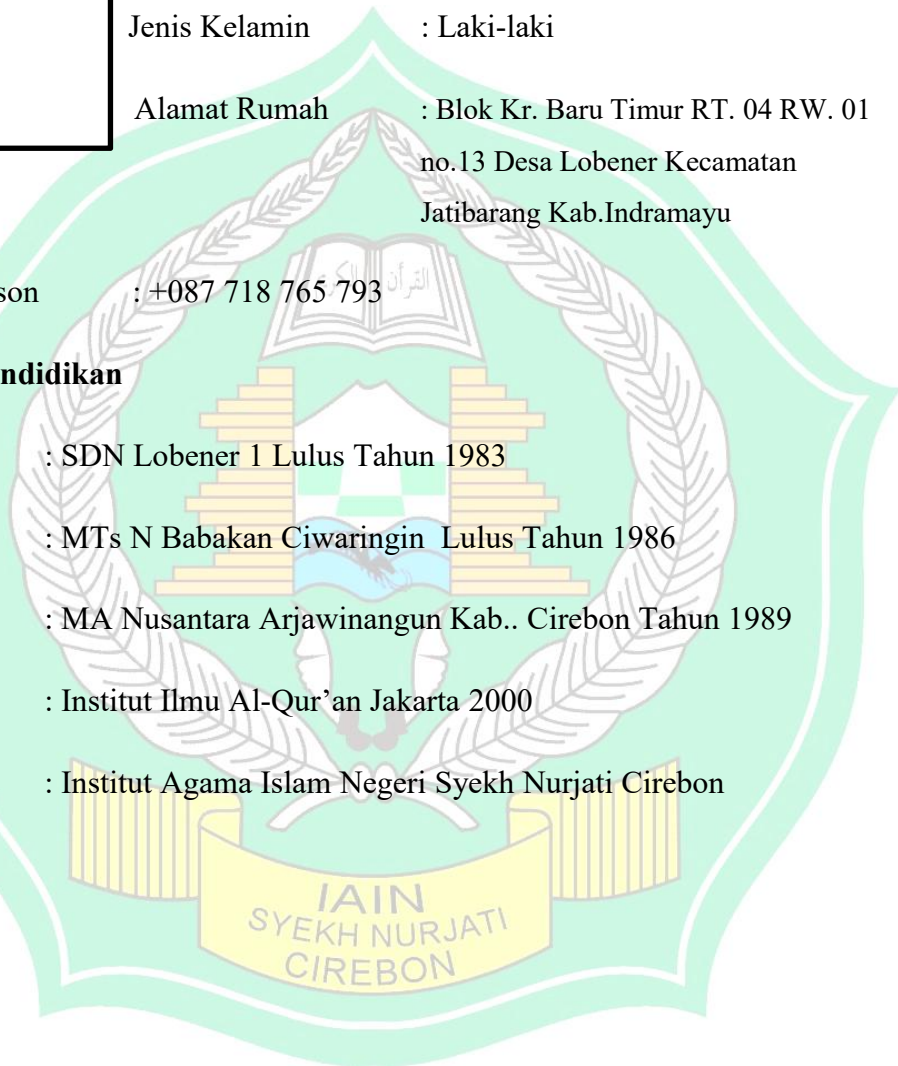 Jenis Kelamin : Laki-laki
Alamat Rumah : Blok Kr. Baru Timur RT. 04 RW. 01
no.13 Desa Lobener Kecamatan
Jatibarang Kab.Indramayu
son : +087 718 765 793
ndidikan
: SDN Lobener 1 Lulus Tahun 1983
: MTs N Babakan Ciwaringin Lulus Tahun 1986
: MA Nusantara Arjawinangun Kab.. Cirebon Tahun 1989
: Institut Ilmu Al-Qur’an Jakarta 2000
: Institut Agama Islam Negeri Syekh Nurjati Cirebon
IAIN
SYEKH NURJATI
CIREBON